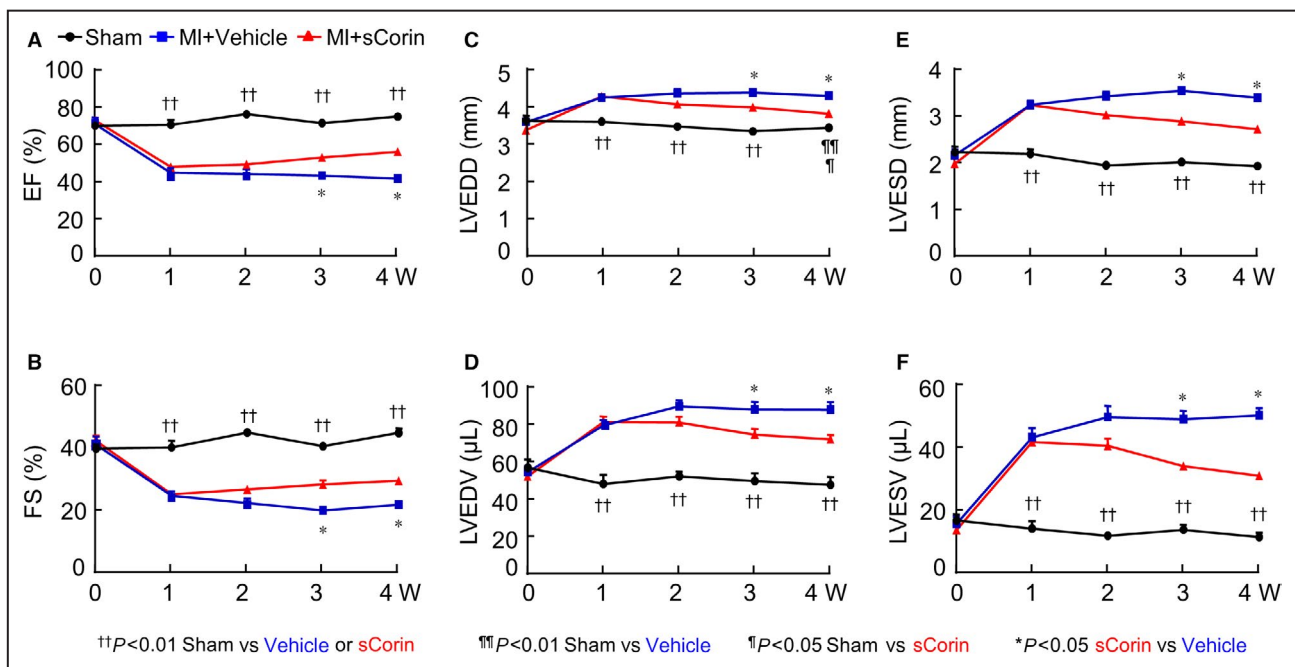 A Sham MI+Vehicle MI+sCorin
EF (%)
100
80
60
40
20
0
†† †† †† ††
* *
0 1 2 3 4 W
C
LVEDD (mm)
5
4
3
2
1
0
* *
†† †† †† ¶¶
¶
0 1 2 3 4 W
E
LVESD (mm)
4
3
2
1
0
* *
†† †† †† ††
0 1 2 3 4 W
B
FS (%)
60
40
20
0
†† †† †† ††
* *
0 1 2 3 4 W
D
LVEDV (µL)
100
80
60
40
20
0
* *
†† †† †† ††
0 1 2 3 4 W
F
LVESV (µL)
60
40
20
0
* *
†† †† †† ††
0 1 2 3 4 W
††P<0.01 Sham vs Vehicle or sCorin ¶¶P<0.01 Sham vs Vehicle ¶P<0.05 Sham vs sCorin *P<0.05 sCorin vs Vehicle